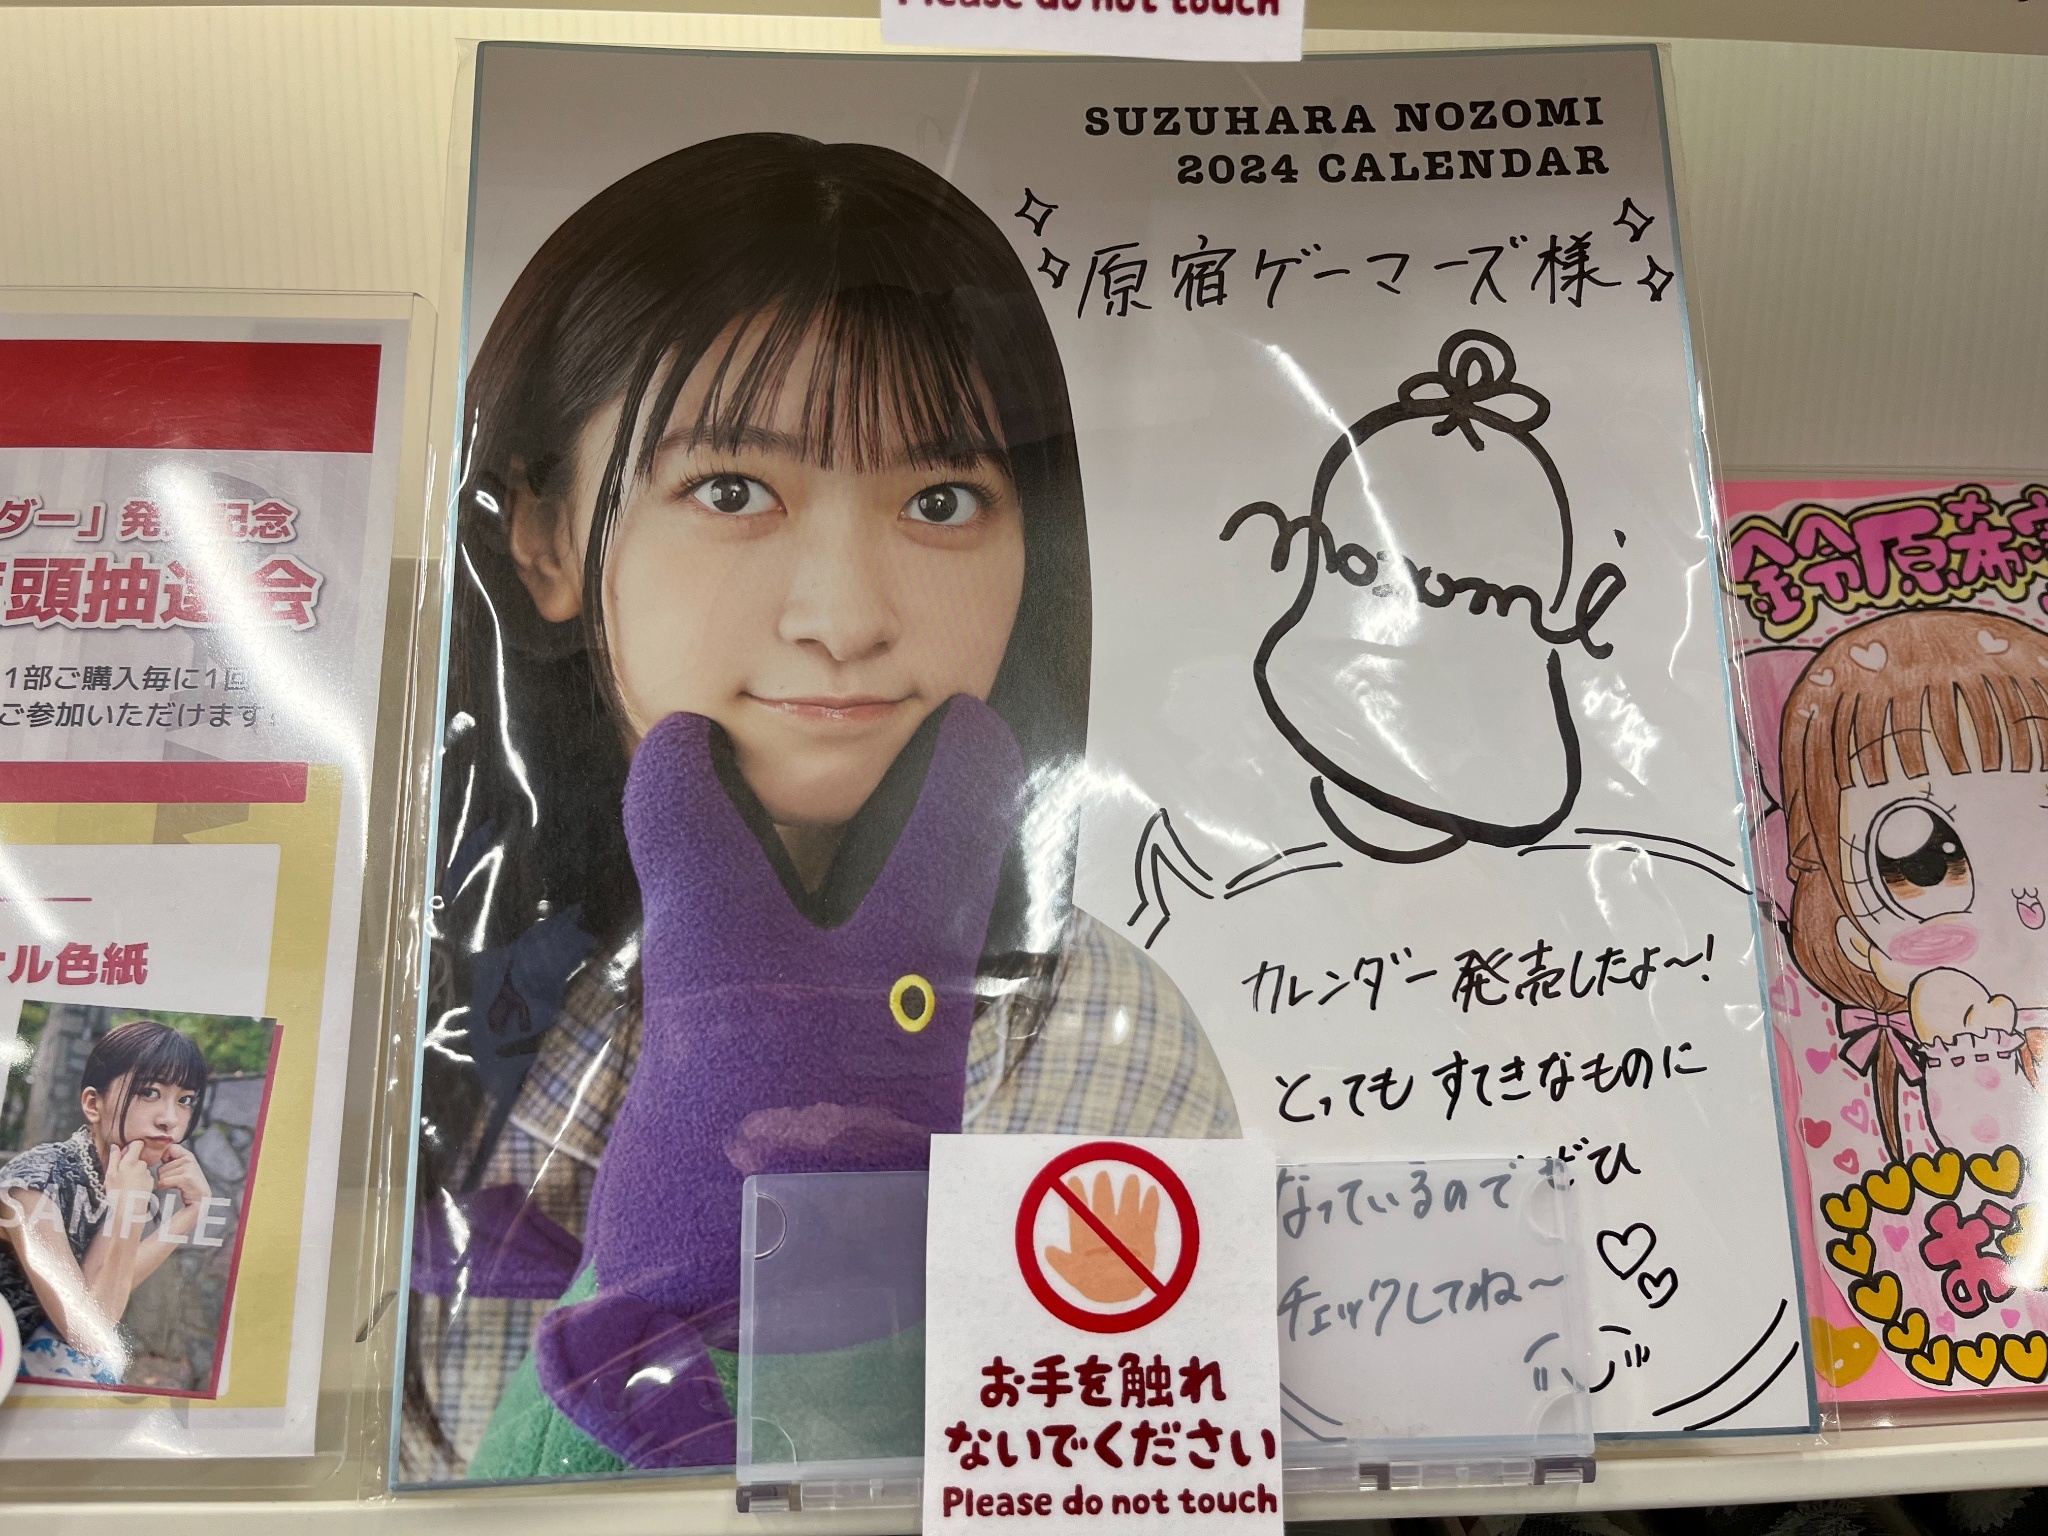 Please do not touch
SUZUHARA NOZOMI
2024 CALENDAR
原宿ゲーマーズ様
nozomi
カレンダー発売したよ〜!
とっても すてきなものに
なっているので ぜひ
チェックしてね〜
お手を触れ
ないでください
Please do not touch
ダー」発売記念
店頭抽選会
1部ご購入毎に1回
ご参加いただけます。
ル色紙
SAMPLE
鈴原希実